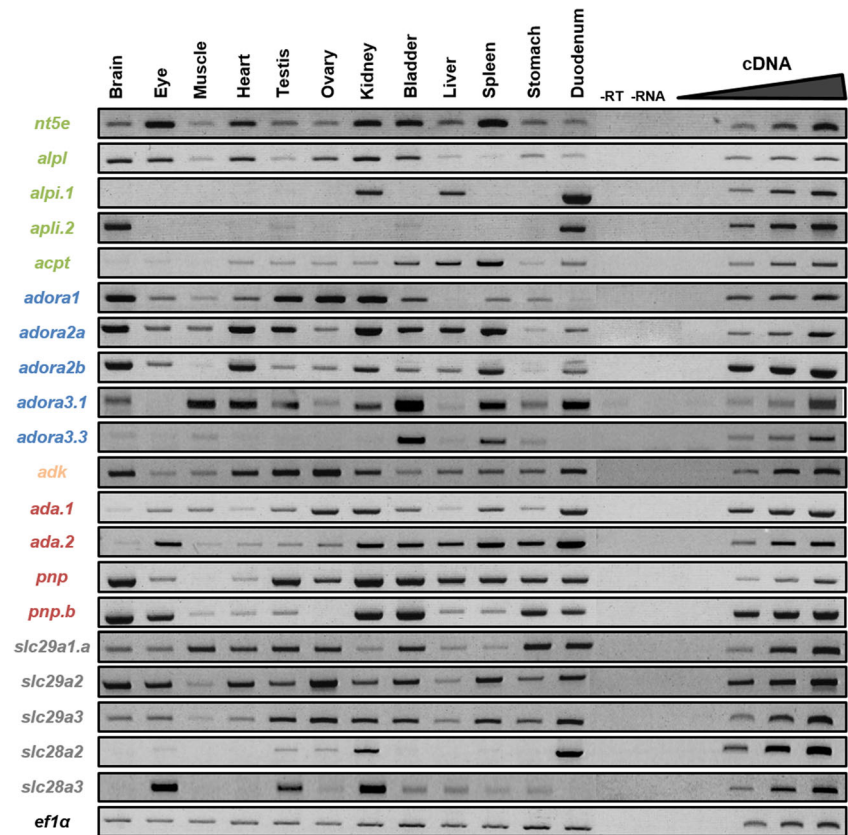 Brain Eye Muscle Heart Testis Ovary Kidney Bladder Liver Spleen Stomach Duodenum -RT -RNA cDNA
nt5e
alpl
alpi.1
apli.2
acpt
adora1
adora2a
adora2b
adora3.1
adora3.3
adk
ada.1
ada.2
pnp
pnp.b
slc29a1.a
slc29a2
slc29a3
slc28a2
slc28a3
ef1α